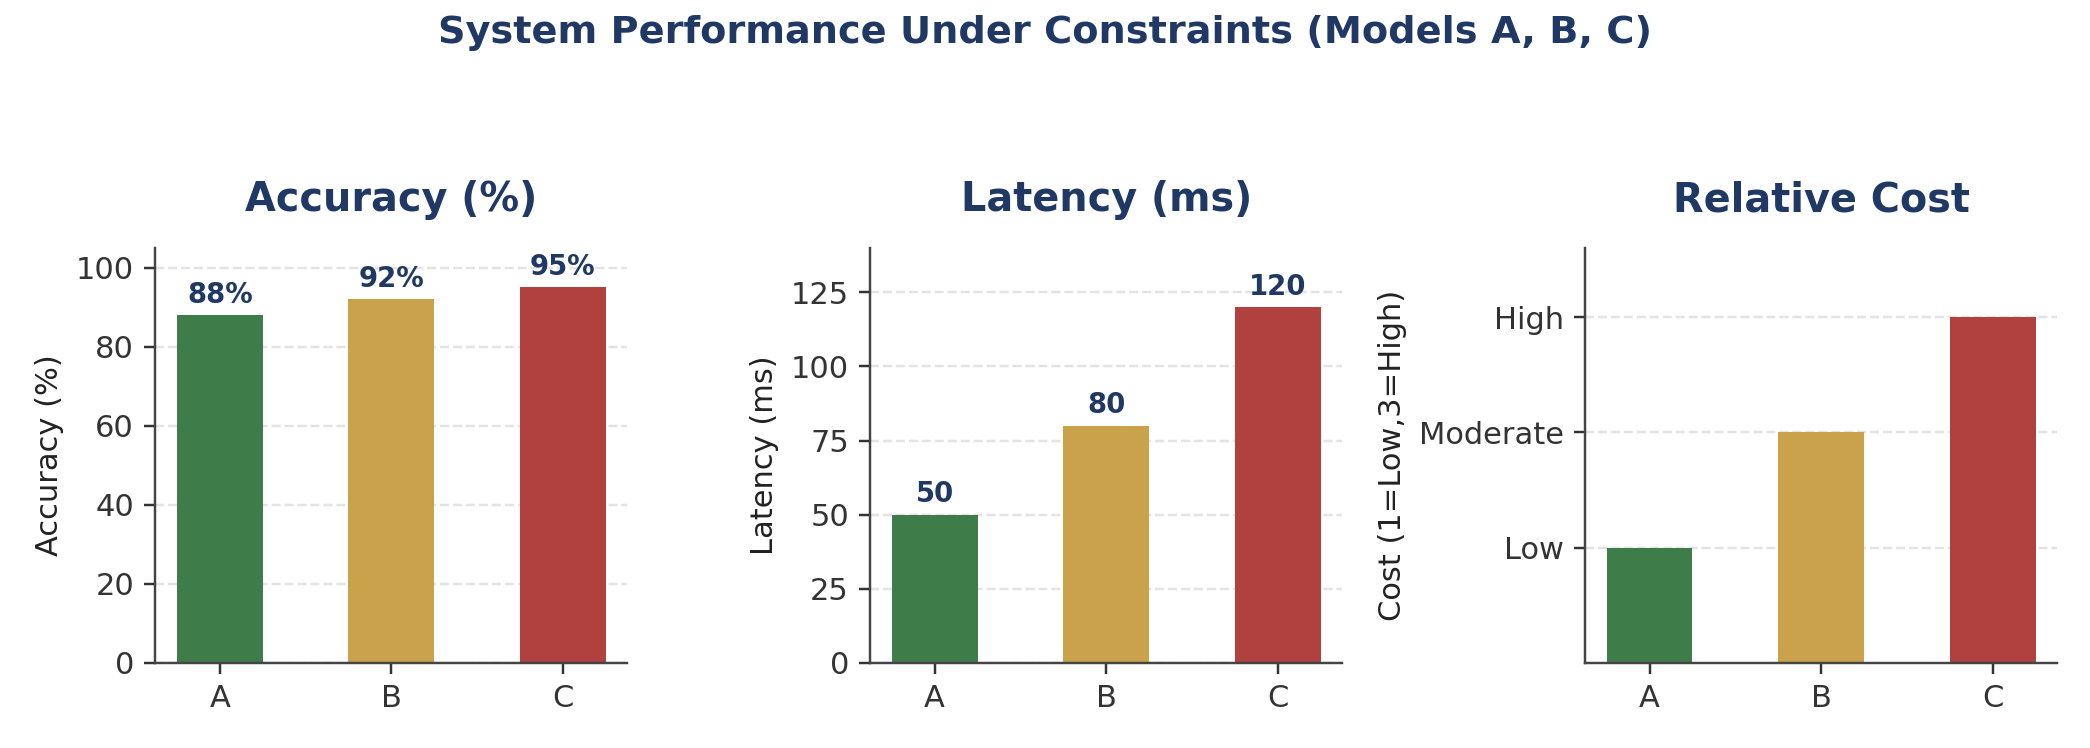 System Performance Under Constraints (Models A, B, C)
Accuracy (%)
Accuracy (%)
100
80
60
40
20
0
88%
92%
95%
A
B
C
Latency (ms)
Latency (ms)
125
100
75
50
25
0
50
80
120
A
B
C
Relative Cost
Cost (1=Low,3=High)
High
Moderate
Low
A
B
C